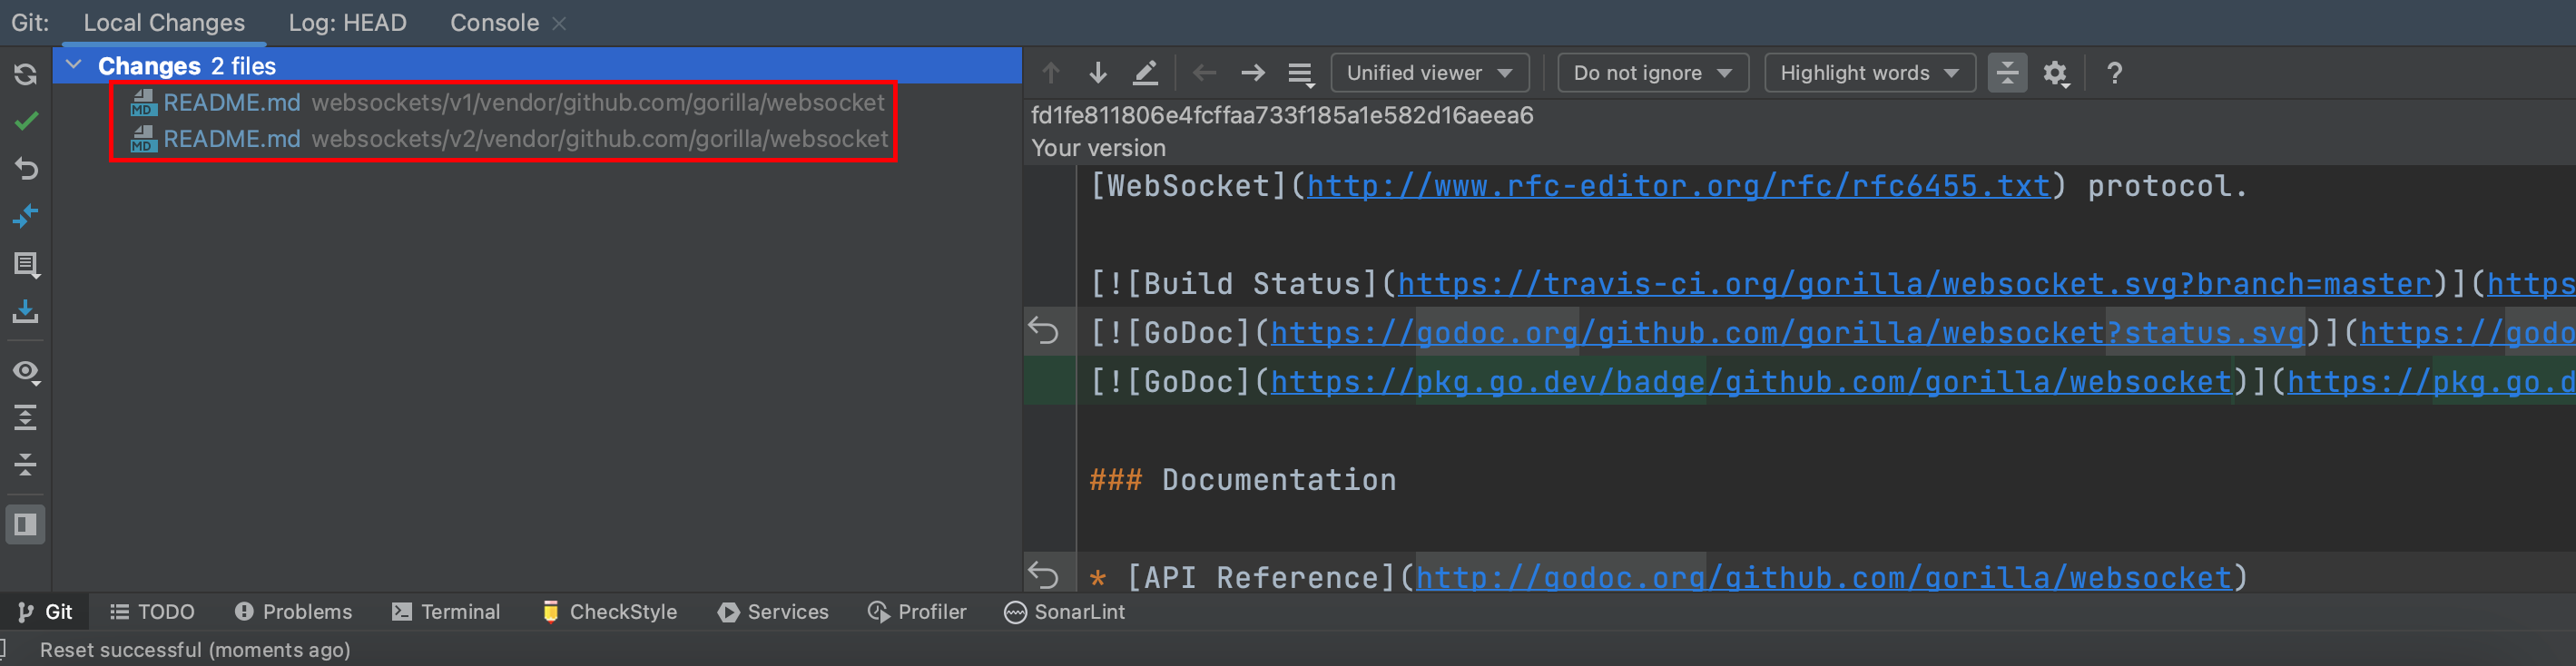 Git: Local Changes Log: HEAD Console
Changes 2 files
README.md websockets/v1/vendor/github.com/gorilla/websocket
README.md websockets/v2/vendor/github.com/gorilla/websocket
Unified viewer Do not ignore Highlight words ?
fd1fe811806e4fcffaa733f185a1e582d16aeea6
Your version
[WebSocket](http://www.rfc-editor.org/rfc/rfc6455.txt) protocol.
[![Build Status](https://travis-ci.org/gorilla/websocket.svg?branch=master)](https
[![GoDoc](https://godoc.org/github.com/gorilla/websocket?status.svg)](https://godo
[![GoDoc](https://pkg.go.dev/badge/github.com/gorilla/websocket)](https://pkg.go.d
### Documentation
* [API Reference](http://godoc.org/github.com/gorilla/websocket)
Git TODO Problems Terminal CheckStyle Services Profiler SonarLint
Reset successful (moments ago)